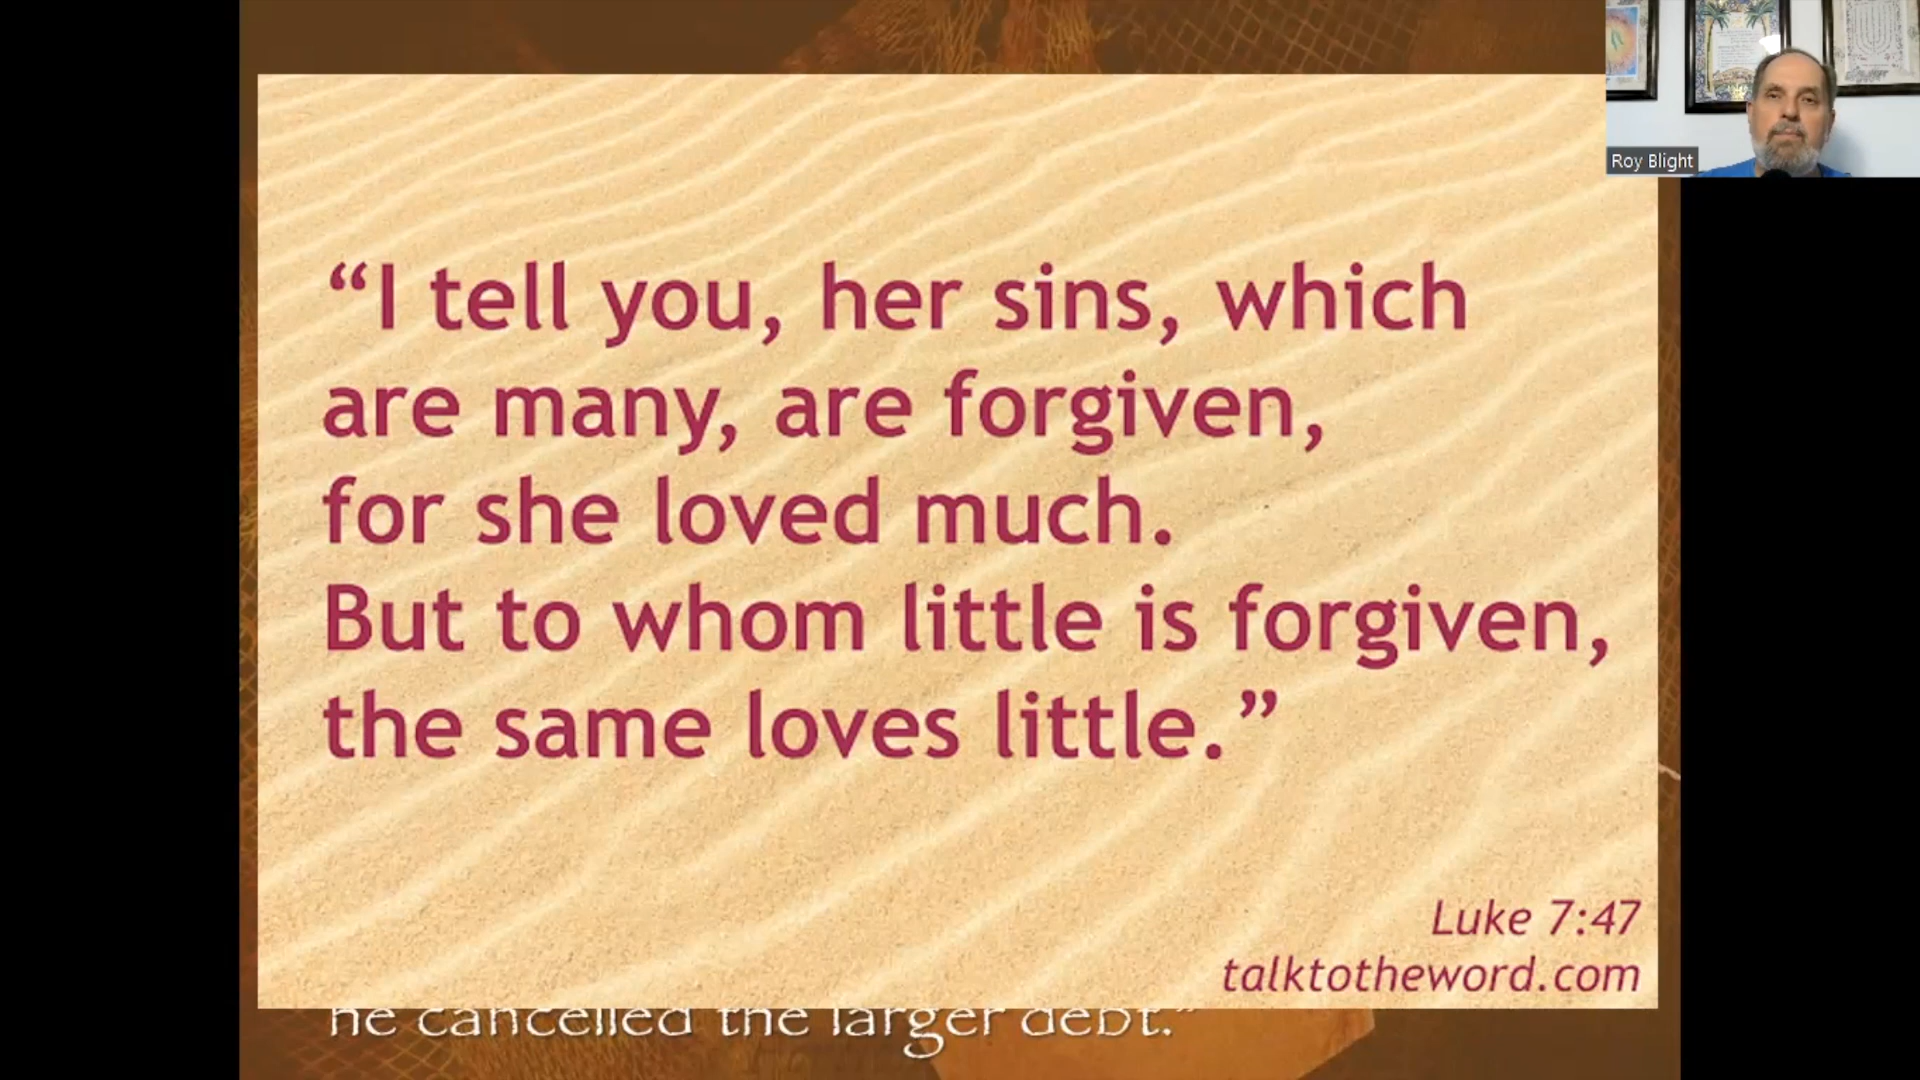 Roy Blight
“I tell you, her sins, which
are many, are forgiven,
for she loved much.
But to whom little is forgiven,
the same loves little.”
Luke 7:47
talktotheword.com
he cancelled the larger debt.”